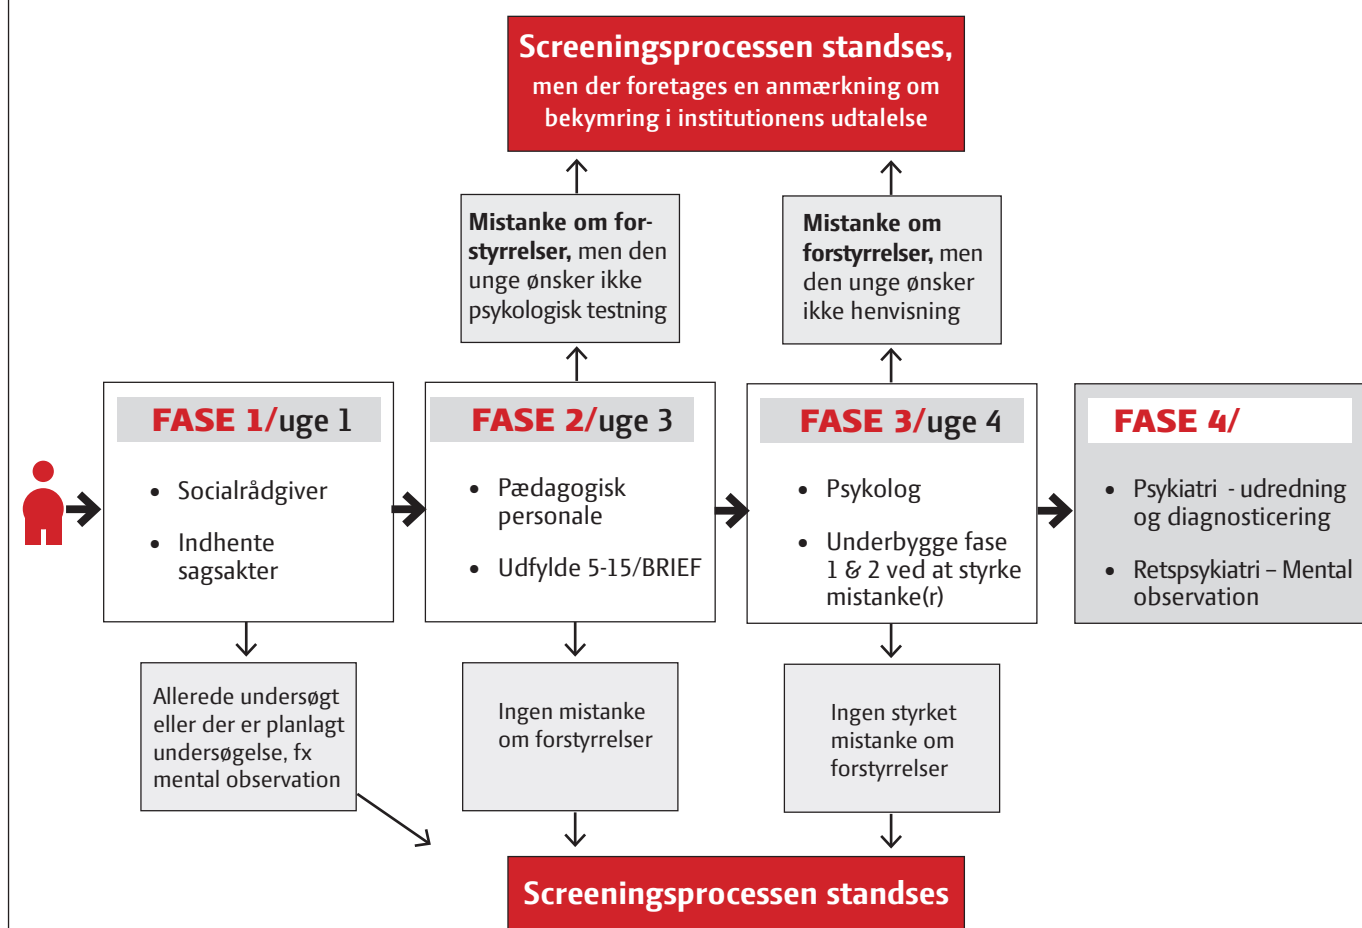 Screeningsprocessen standses,
men der foretages en anmærkning om
bekymring i institutionens udtalelse
Mistanke om for-
styrrelser, men den
unge ønsker ikke
psykologisk testning
Mistanke om
forstyrrelser, men
den unge ønsker
ikke henvisning
FASE 1/uge 1
• Socialrådgiver
• Indhente
sagsakter
FASE 2/uge 3
• Pædagogisk
personale
• Udfylde 5-15/BRIEF
FASE 3/uge 4
• Psykolog
• Underbygge fase
1 & 2 ved at styrke
mistanke(r)
FASE 4/
• Psykiatri - udredning
og diagnosticering
• Retspsykiatri – Mental
observation
Allerede undersøgt
eller der er planlagt
undersøgelse, fx
mental observation
Ingen mistanke
om forstyrrelser
Ingen styrket
mistanke om
forstyrrelser
Screeningsprocessen standses